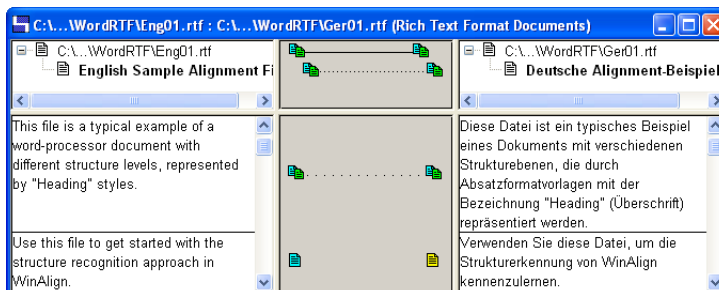 C:\...\WordRTF\Eng01.rtf : C:\...\WordRTF\Ger01.rtf (Rich Text Format Documents)
C:\...\WordRTF\Eng01.rtf
English Sample Alignment Fi
C:\...\WordRTF\Ger01.rtf
Deutsche Alignment-Beispiel
This file is a typical example of a
word-processor document with
different structure levels, represented
by "Heading" styles.
Diese Datei ist ein typisches Beispiel
eines Dokuments mit verschiedenen
Strukturebenen, die durch
Absatzformatvorlagen mit der
Bezeichnung "Heading" (Überschrift)
repräsentiert werden.
Use this file to get started with the
structure recognition approach in
WinAlign.
Verwenden Sie diese Datei, um die
Strukturerkennung von WinAlign
kennenzulernen.